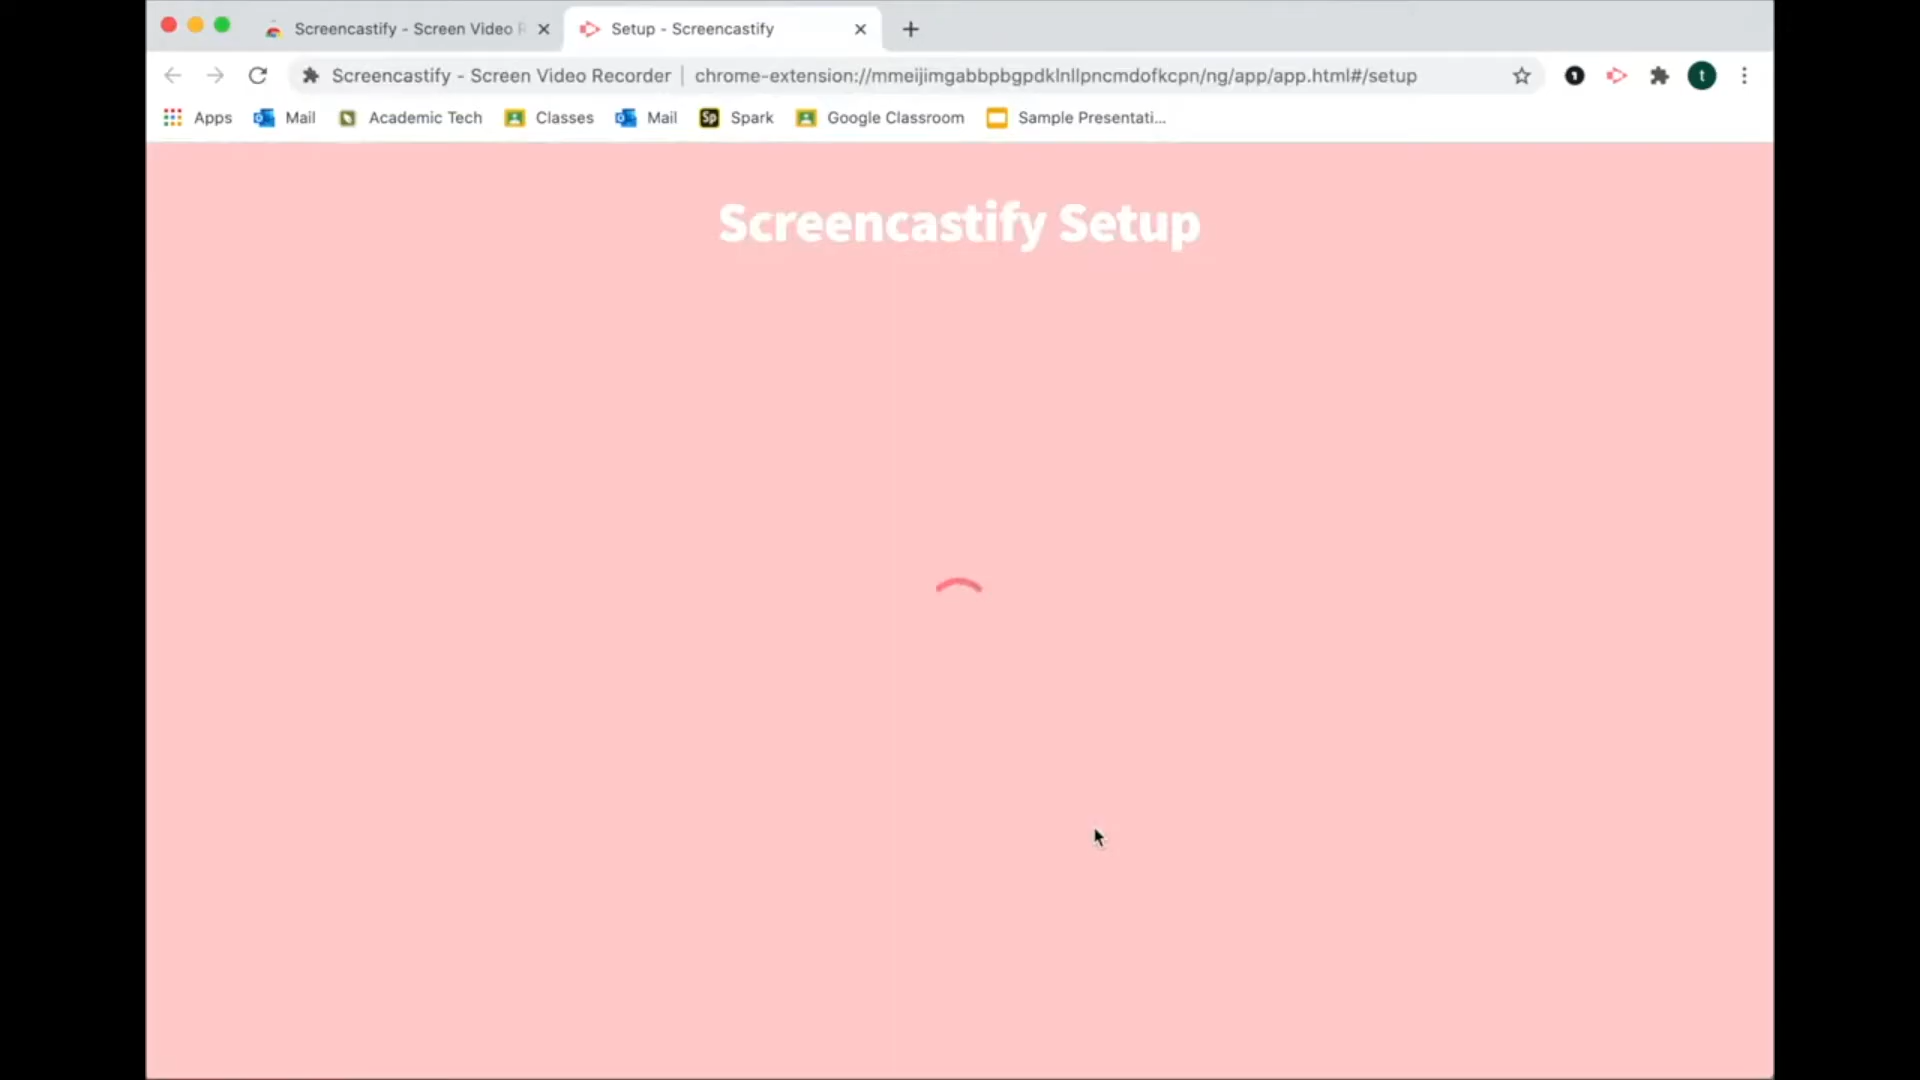 Screencastify - Screen Video
Setup - Screencastify
Screencastify - Screen Video Recorder | chrome-extension://mmeijimgabbpbgpdklnllpncmdofkcpn/ng/app/app.html#/setup
t
Apps Mail Academic Tech Classes Mail Sp Spark Google Classroom Sample Presentati...
Screencastify Setup